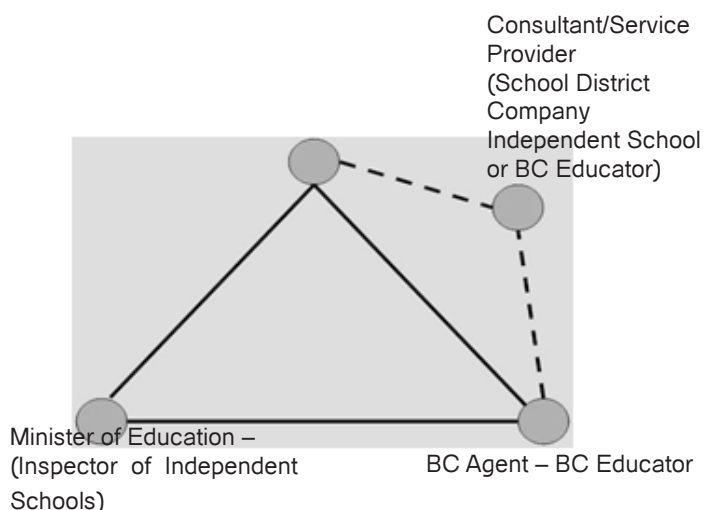 Consultant/Service
Provider
(School District
Company
Independent School
or BC Educator)
Minister of Education –
(Inspector of Independent
Schools)
BC Agent – BC Educator